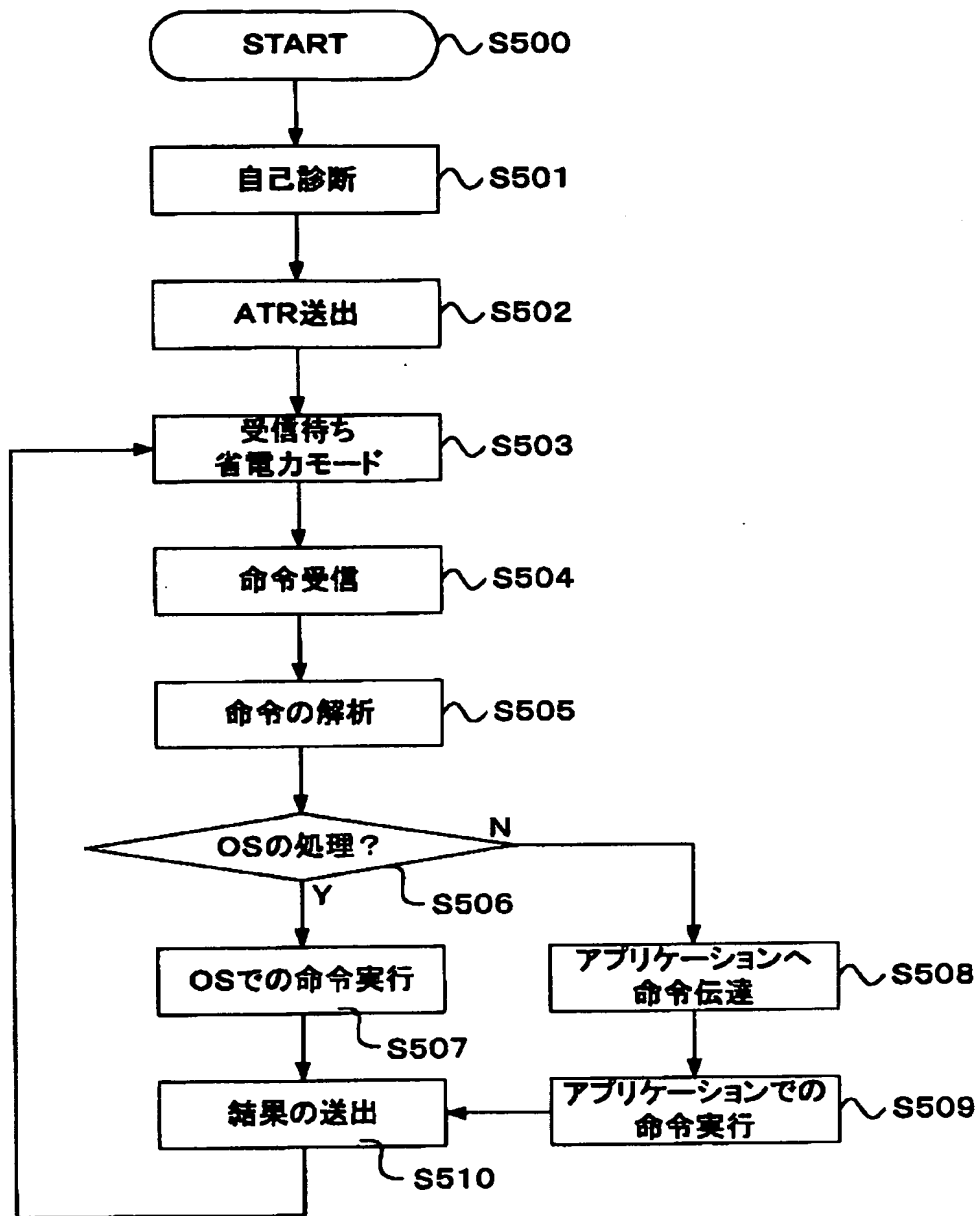 START
S500
自己診断
S501
ATR送出
S502
受信待ち
省電力モード
S503
命令受信
S504
命令の解析
S505
OSの処理？
N
Y
S506
OSでの命令実行
S507
アプリケーションへ
命令伝達
S508
アプリケーションでの
命令実行
S509
結果の送出
S510